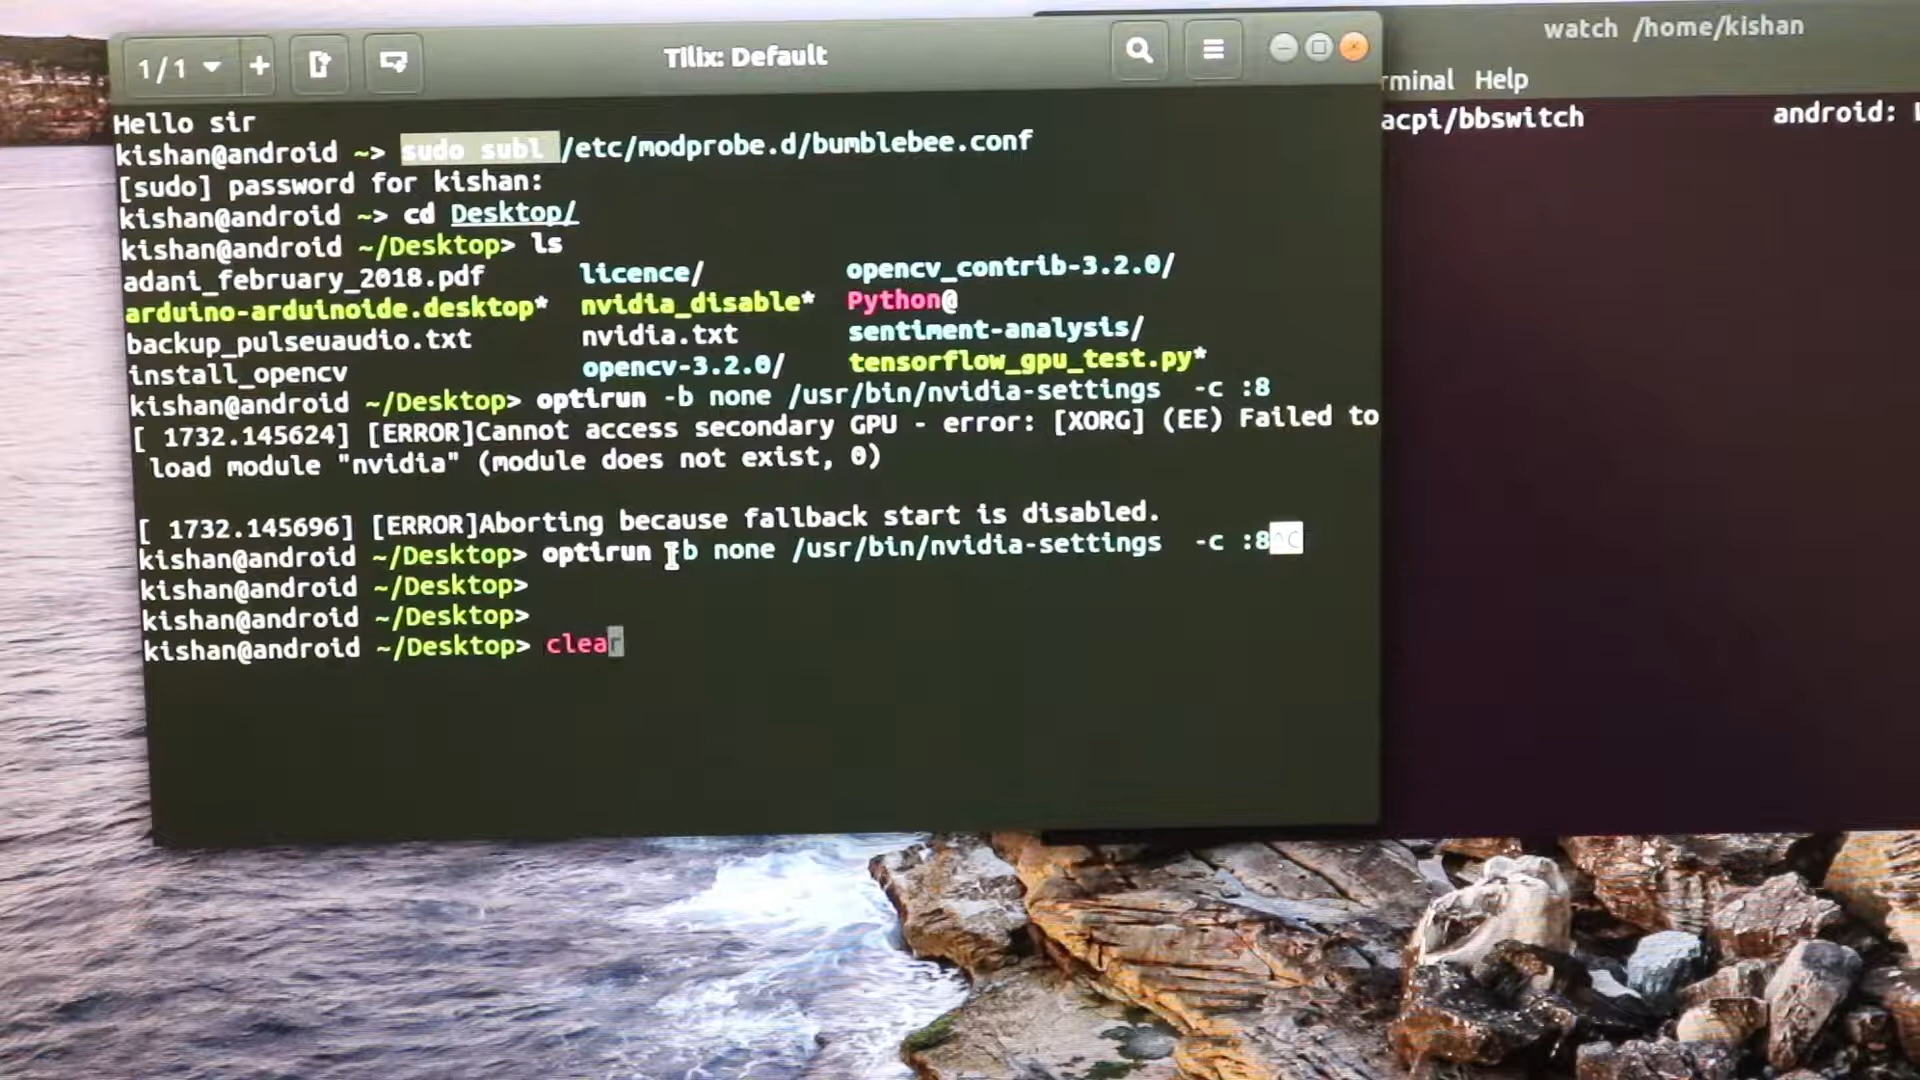 1/1
Tilix: Default
watch /home/kishan
rminal Help
acpi/bbswitch android:
Hello sir
kishan@android ~> sudo subl /etc/modprobe.d/bumblebee.conf
[sudo] password for kishan:
kishan@android ~> cd Desktop/
kishan@android ~/Desktop> ls
adani_february_2018.pdf licence/ opencv_contrib-3.2.0/
arduino-arduinoide.desktop* nvidia_disable* Python@
backup_pulseuaudio.txt nvidia.txt sentiment-analysis/
install_opencv opencv-3.2.0/ tensorflow_gpu_test.py*
kishan@android ~/Desktop> optirun -b none /usr/bin/nvidia-settings -c :8
[ 1732.145624] [ERROR]Cannot access secondary GPU - error: [XORG] (EE) Failed to
load module "nvidia" (module does not exist, 0)
[ 1732.145696] [ERROR]Aborting because fallback start is disabled.
kishan@android ~/Desktop> optirun -b none /usr/bin/nvidia-settings -c :8^C
kishan@android ~/Desktop>
kishan@android ~/Desktop>
kishan@android ~/Desktop> clear